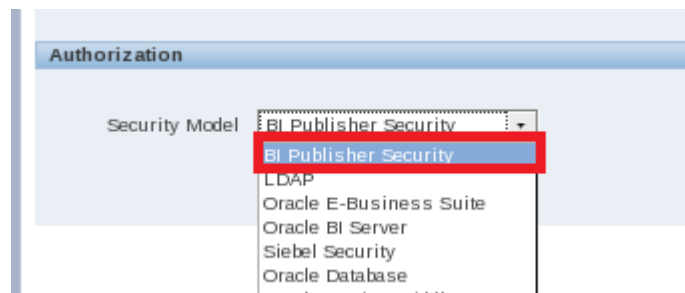 Authorization
Security Model BI Publisher Security
BI Publisher Security
LDAP
Oracle E-Business Suite
Oracle BI Server
Siebel Security
Oracle Database